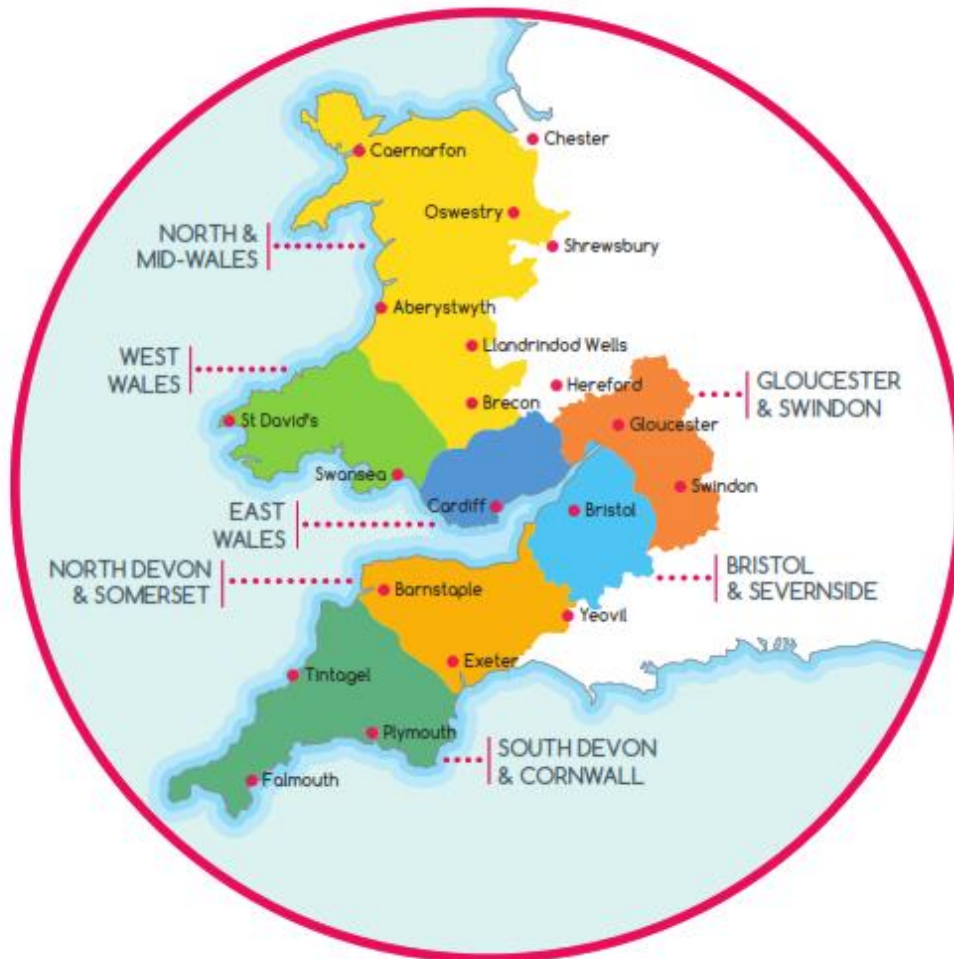 Chester
Caernarfon
Oswestry
NORTH &
MID-WALES
Shrewsbury
Aberystwyth
Llandrindod Wells
WEST
WALES
Hereford
GLOUCESTER
& SWINDON
Brecon
St David's
Gloucester
Swansea
Swindon
Cardiff
Bristol
EAST
WALES
NORTH DEVON
& SOMERSET
BRISTOL
& SEVERNSIDE
Barnstaple
Yeovil
Exeter
Tintagel
Plymouth
SOUTH DEVON
& CORNWALL
Falmouth